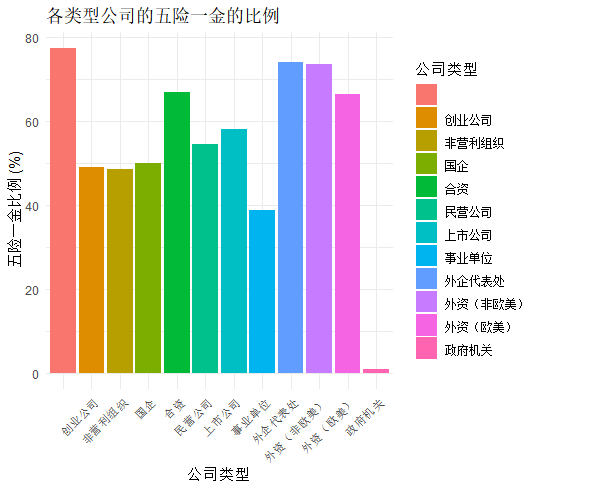 各类型公司的五险一金的比例
五险一金比例 (%)
80
60
40
20
0
创业公司
非营利组织
国企
合资
民营公司
上市公司
事业单位
外企代表处
外资（非欧美）
外资（欧美）
政府机关
公司类型
公司类型
创业公司
非营利组织
国企
合资
民营公司
上市公司
事业单位
外企代表处
外资（非欧美）
外资（欧美）
政府机关